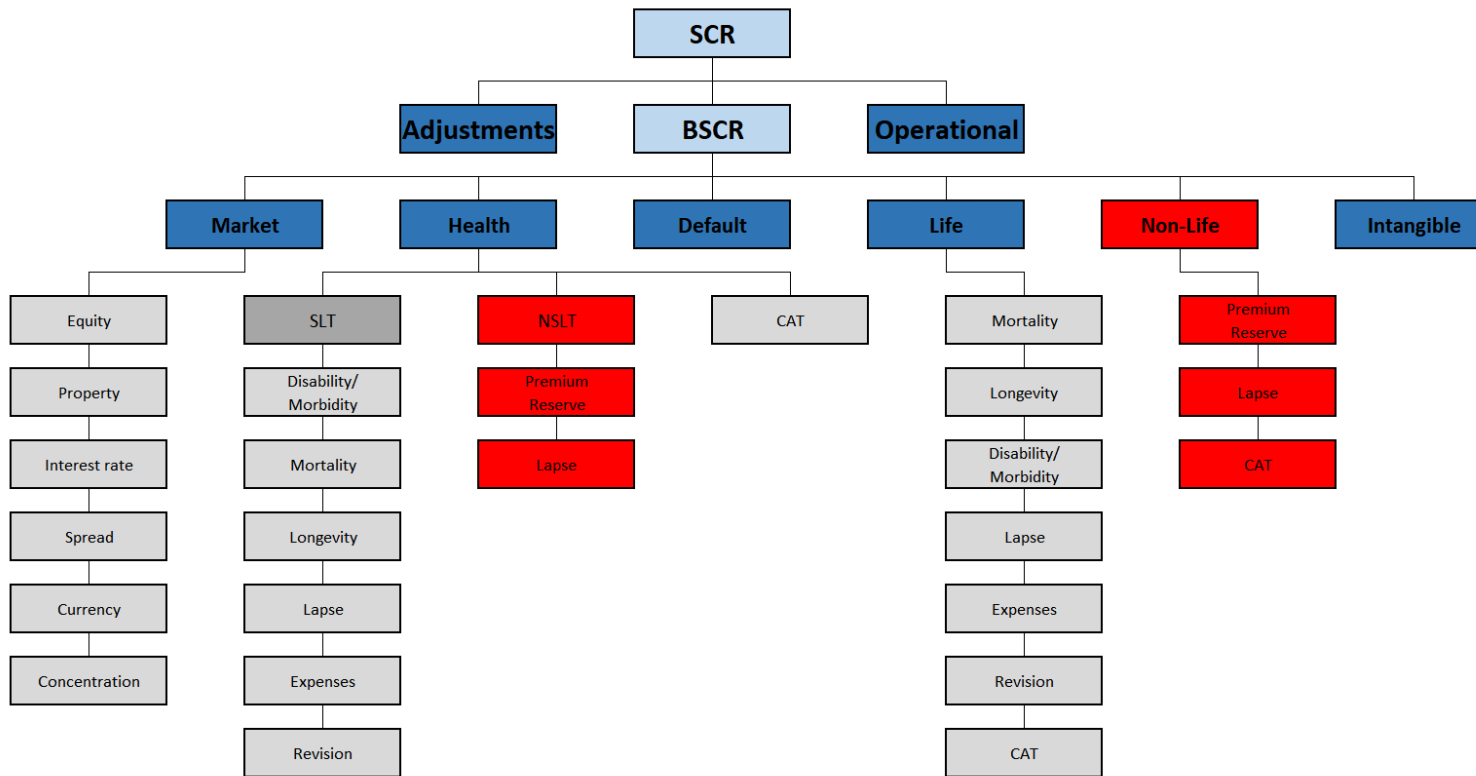 SCR
Adjustments
BSCR
Operational
Market
Health
Default
Life
Non-Life
Intangible
Equity
SLT
NSLT
CAT
Mortality
Premium
Reserve
Property
Disability/
Morbidity
Premium
Reserve
Longevity
Lapse
Interest rate
Mortality
Lapse
Disability/
Morbidity
CAT
Spread
Longevity
Lapse
Currency
Lapse
Expenses
Concentration
Expenses
Revision
Revision
CAT